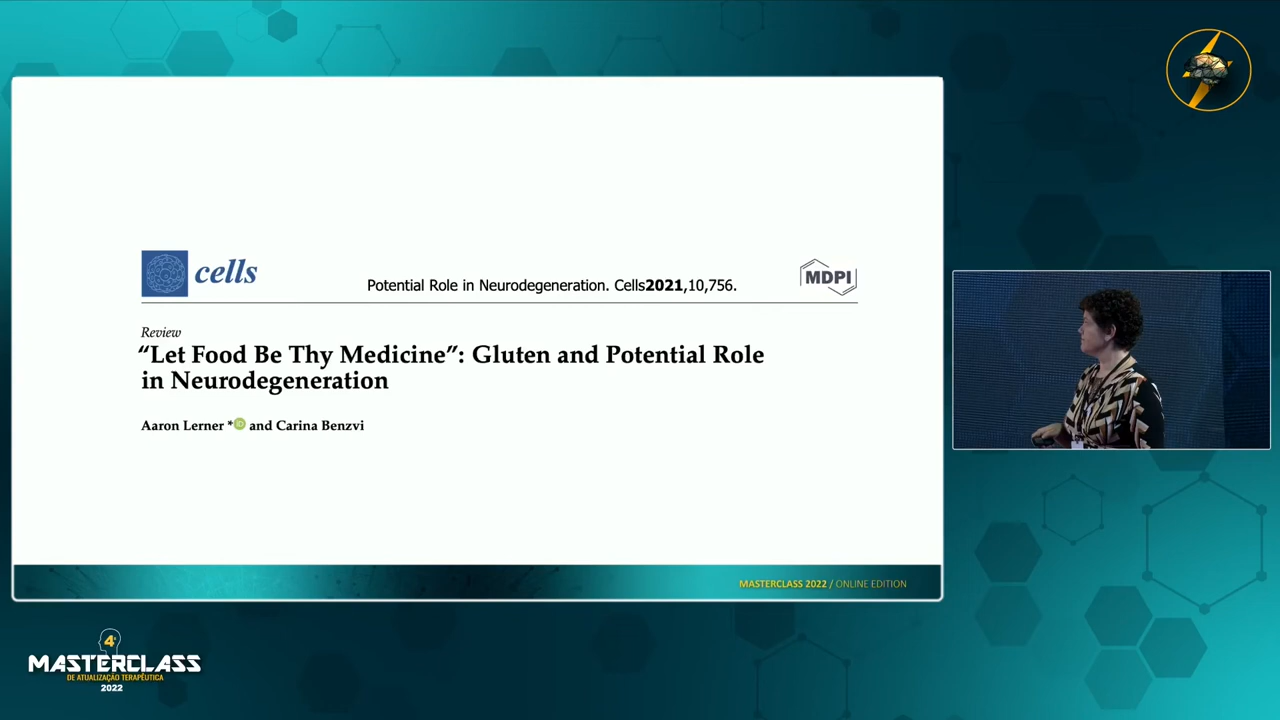 cells
Potential Role in Neurodegeneration. Cells2021,10,756.
MDPI
Review
“Let Food Be Thy Medicine”: Gluten and Potential Role
in Neurodegeneration
Aaron Lerner * iD and Carina Benzvi
MASTERCLASS 2022 / ONLINE EDITION
4ª
MASTERCLASS
DE ATUALIZAÇÃO TERAPÊUTICA
2022